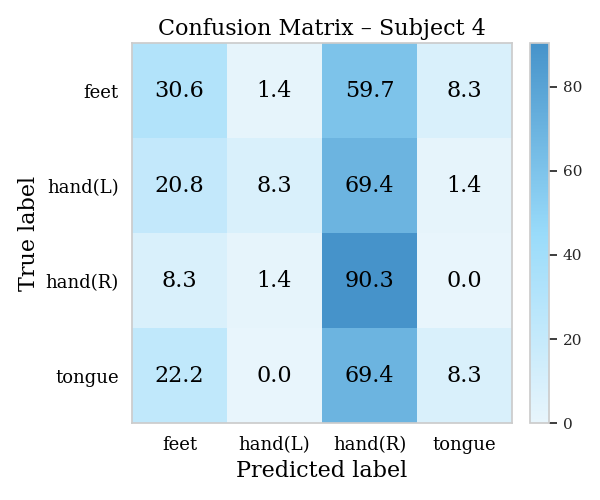 Confusion Matrix – Subject 4
True label
feet 30.6 1.4 59.7 8.3
hand(L) 20.8 8.3 69.4 1.4
hand(R) 8.3 1.4 90.3 0.0
tongue 22.2 0.0 69.4 8.3
feet hand(L) hand(R) tongue
Predicted label
80
60
40
20
0